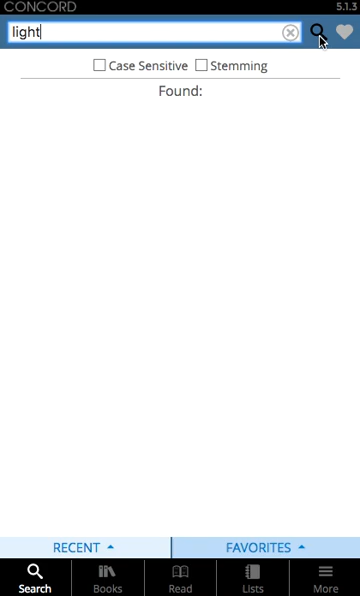 CONCORD 5.1.3
light
Case Sensitive Stemming
Found:
RECENT FAVORITES
Search Books Read Lists More